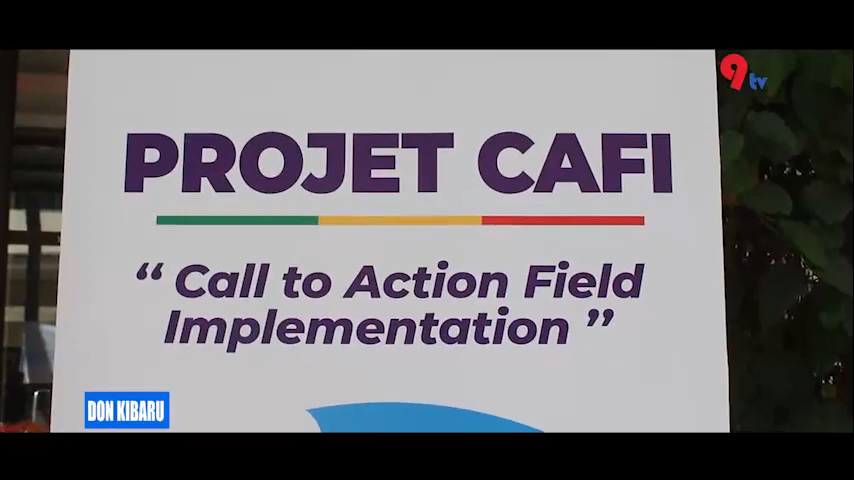 9tv
PROJET CAFI
“ Call to Action Field
Implementation ”
DON KIBARU